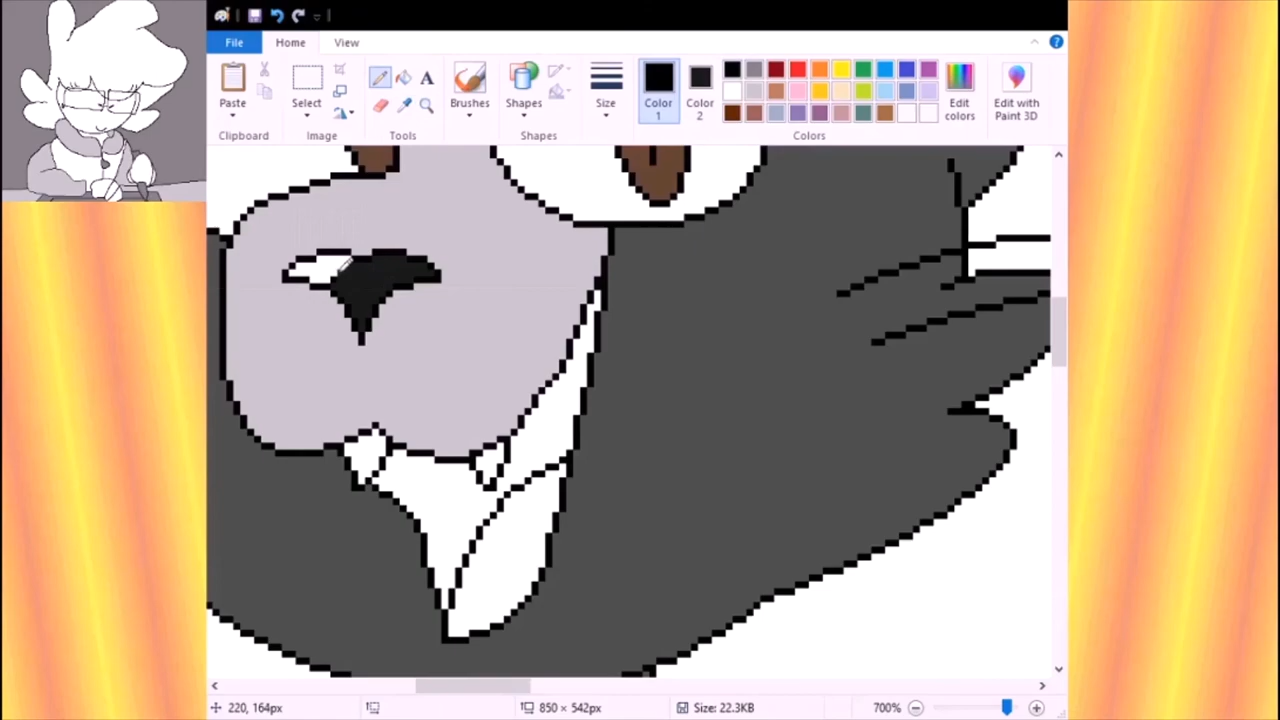 File
Home
View
Paste
Select
Brushes
Shapes
Size
Color 1
Color 2
Edit colors
Edit with Paint 3D
Clipboard
Image
Tools
Shapes
Colors
220, 164px
850 × 542px
Size: 22.3KB
700%